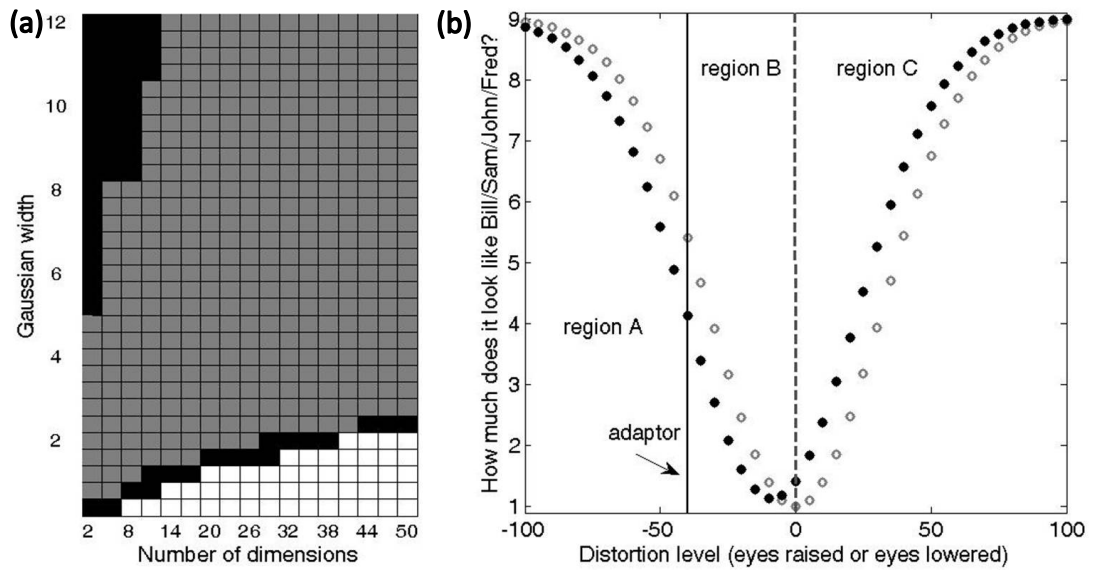 (a)
12
10
8
6
4
2
Gaussian width
2 8 14 20 26 32 38 44 50
Number of dimensions
(b)
9
8
7
6
5
4
3
2
1
How much does it look like Bill/Sam/John/Fred?
region B
region C
region A
adaptor
-100 -50 0 50 100
Distortion level (eyes raised or eyes lowered)